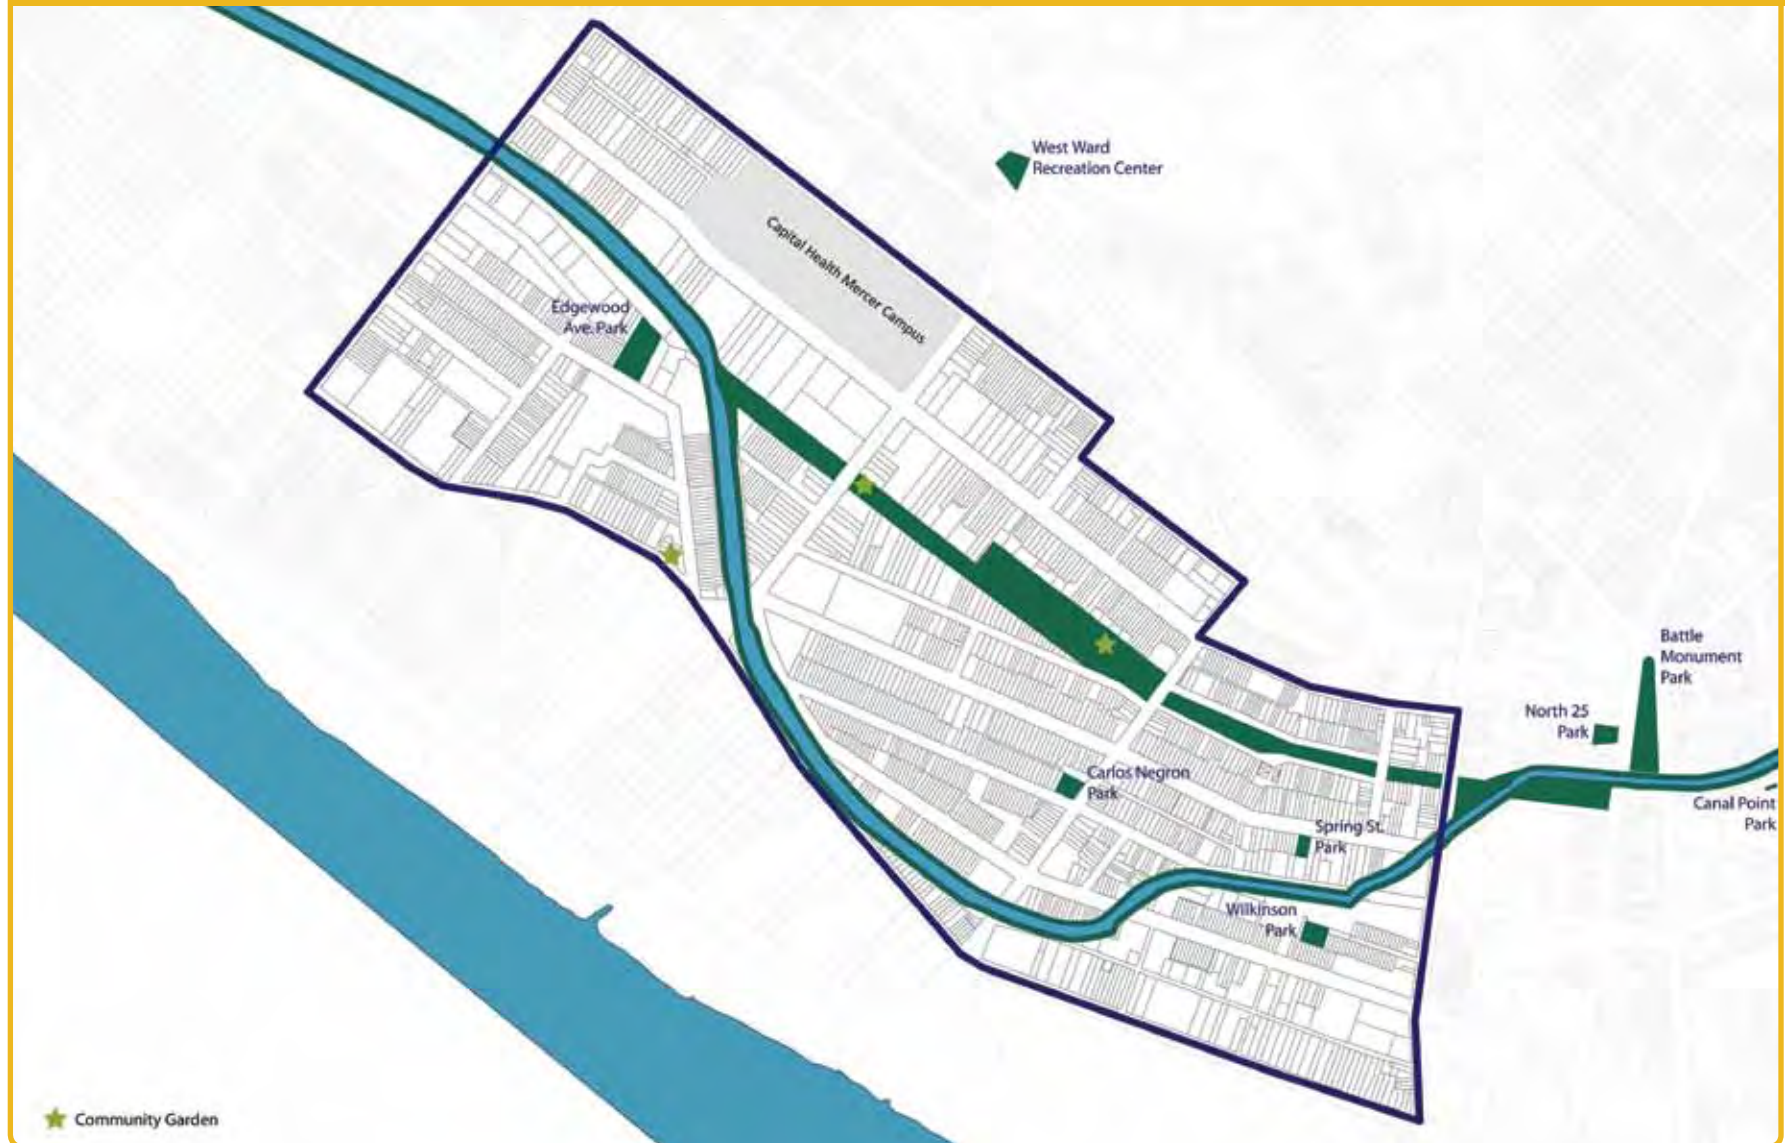 West Ward
Recreation Center
Capital Health Mercer Campus
Edgewood
Ave. Park
Battle
Monument
Park
North 25
Park
Carlos Negron
Park
Canal Point
Park
Spring St.
Park
Wilkinson
Park
Community Garden